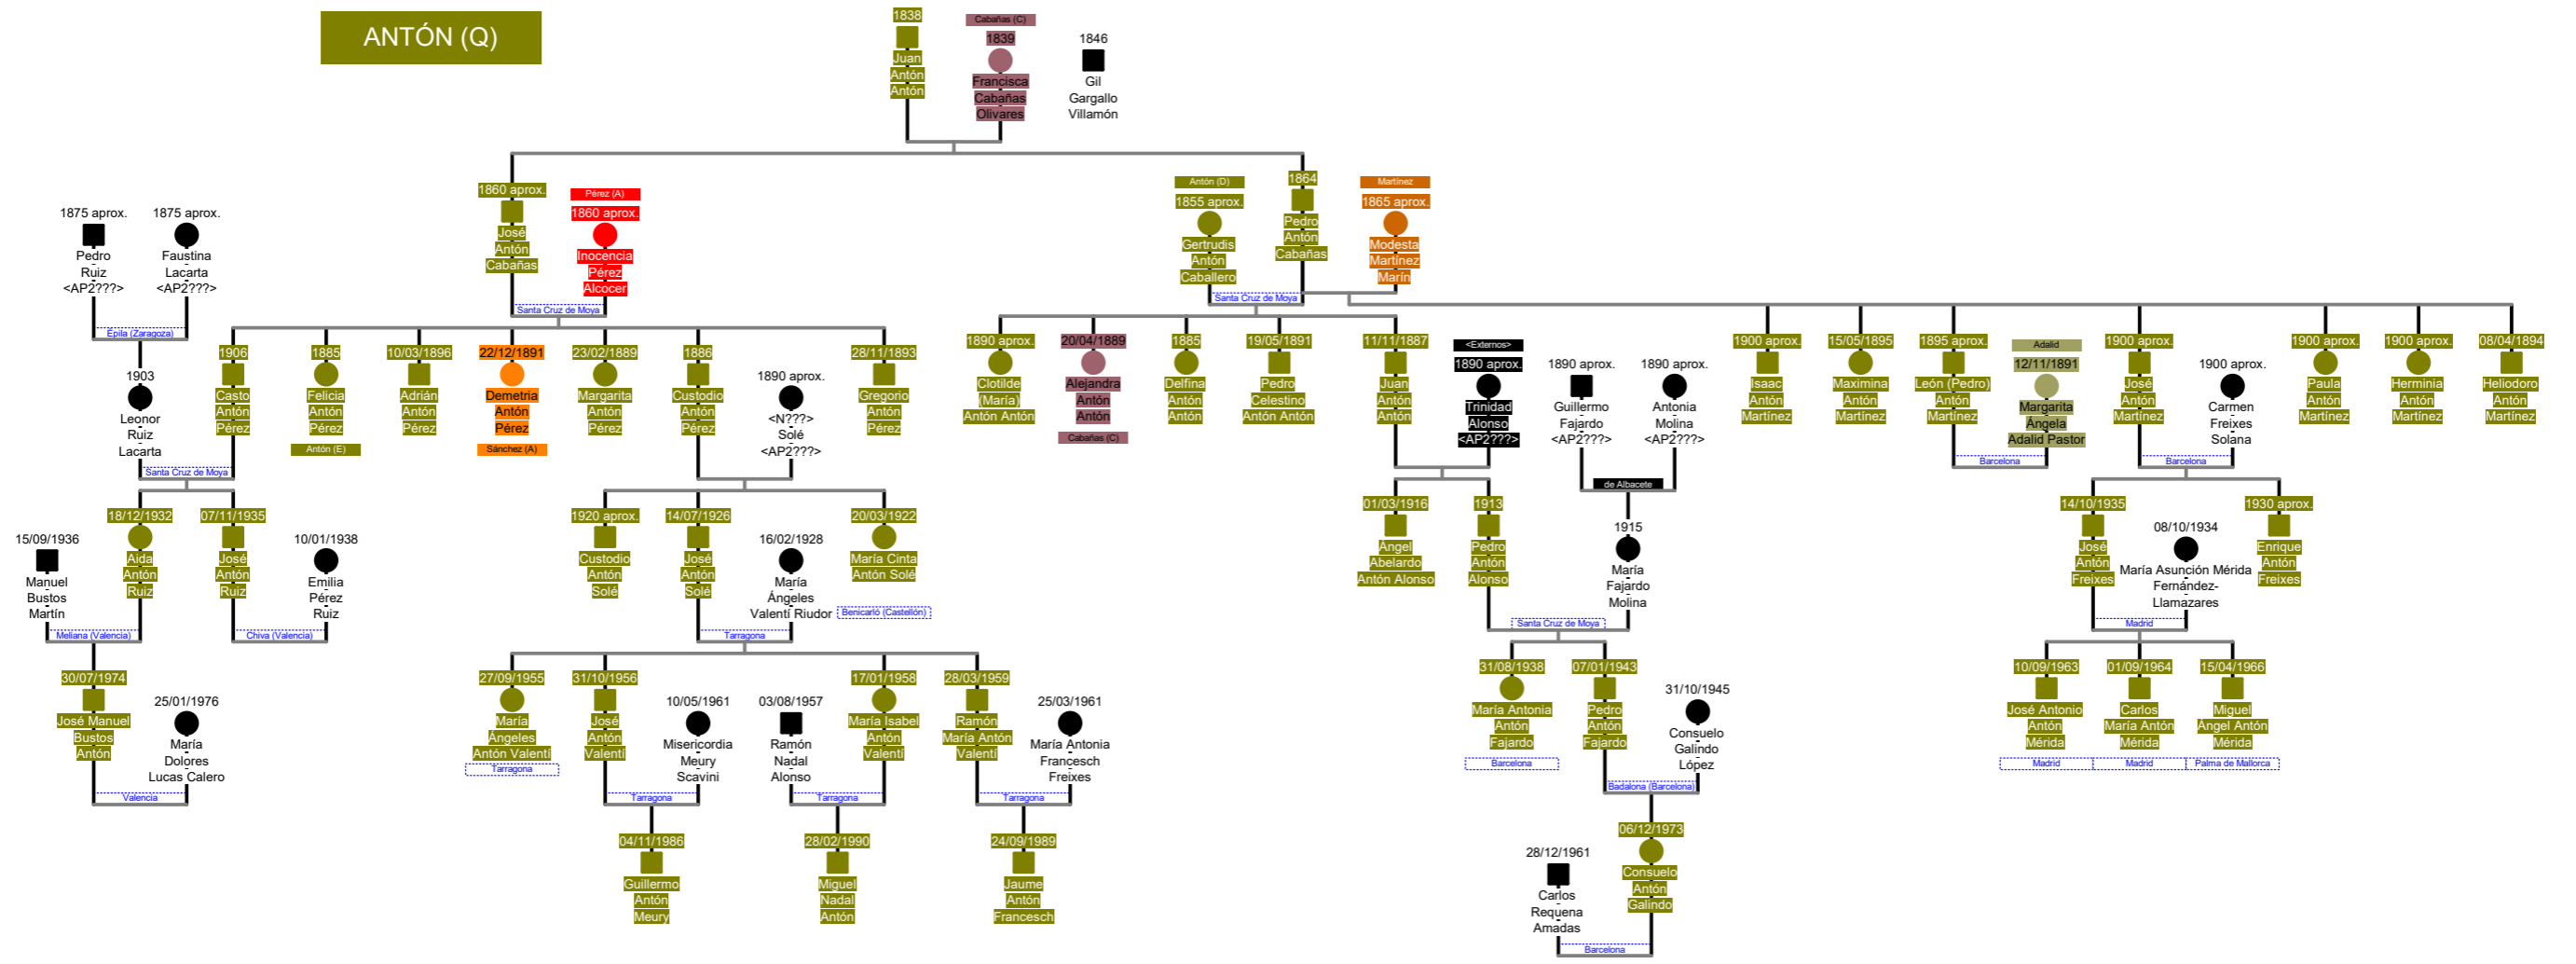 ANTÓN (Q)
1838
Juan
Antón
Antón
Cabañas (C)
1839
Francisca
Cabañas
Olivares
1846
Gil
Gargallo
Villamón
1860 aprox.
José
Antón
Cabañas
Pérez (A)
1860 aprox.
Inocencia
Pérez
Alcocer
Santa Cruz de Moya
Antón (D)
1855 aprox.
Gertrudis
Antón
Caballero
1864
Pedro
Antón
Cabañas
Martínez
1865 aprox.
Modesta
Martínez
Marín
Santa Cruz de Moya
1875 aprox.
Pedro
Ruiz
<AP2???>
1875 aprox.
Faustina
Lacarta
<AP2???>
Épila (Zaragoza)
1903
Leonor
Ruiz
Lacarta
1906
Casto
Antón
Pérez
Santa Cruz de Moya
1885
Felicia
Antón
Pérez
Antón (E)
10/03/1896
Adrián
Antón
Pérez
22/12/1891
Demetria
Antón
Pérez
Sánchez (A)
23/02/1889
Margarita
Antón
Pérez
1886
Custodio
Antón
Pérez
1890 aprox.
<N???>
Solé
<AP2???>
28/11/1893
Gregorio
Antón
Pérez
1890 aprox.
Clotilde
(María)
Antón Antón
20/04/1889
Alejandra
Antón
Antón
Cabañas (C)
1885
Delfina
Antón
Antón
19/05/1891
Pedro
Celestino
Antón Antón
11/11/1887
Juan
Antón
Antón
<Externos>
1890 aprox.
Trinidad
Alonso
<AP2???>
1890 aprox.
Guillermo
Fajardo
<AP2???>
1890 aprox.
Antonia
Molina
<AP2???>
de Albacete
1900 aprox.
Isaac
Antón
Martínez
15/05/1895
Maximina
Antón
Martínez
1895 aprox.
León (Pedro)
Antón
Martínez
Adalid
12/11/1891
Margarita
Ángela
Adalid Pastor
Barcelona
1900 aprox.
José
Antón
Martínez
1900 aprox.
Carmen
Freixes
Solana
Barcelona
1900 aprox.
Paula
Antón
Martínez
1900 aprox.
Herminia
Antón
Martínez
08/04/1894
Heliodoro
Antón
Martínez
15/09/1936
Manuel
Bustos
Martín
18/12/1932
Aida
Antón
Ruiz
Meliana (Valencia)
07/11/1935
José
Antón
Ruiz
10/01/1938
Emilia
Pérez
Ruiz
Chiva (Valencia)
1920 aprox.
Custodio
Antón
Solé
14/07/1926
José
Antón
Solé
16/02/1928
María
Ángeles
Valentí Riudor
Tarragona
20/03/1922
María Cinta
Antón Solé
Benicarló (Castellón)
01/03/1916
Ángel
Abelardo
Antón Alonso
1913
Pedro
Antón
Alonso
1915
María
Fajardo
Molina
Santa Cruz de Moya
14/10/1935
José
Antón
Freixes
08/10/1934
María Asunción Mérida
Fernández-
Llamazares
Madrid
1930 aprox.
Enrique
Antón
Freixes
30/07/1974
José Manuel
Bustos
Antón
25/01/1976
María
Dolores
Lucas Calero
Valencia
27/09/1955
María
Ángeles
Antón Valentí
Tarragona
31/10/1956
José
Antón
Valentí
10/05/1961
Misericordia
Meury
Scavini
Tarragona
03/08/1957
Ramón
Nadal
Alonso
17/01/1958
María Isabel
Antón
Valentí
Tarragona
28/03/1959
Ramón
María Antón
Valentí
25/03/1961
María Antonia
Francesch
Freixes
Tarragona
31/08/1938
María Antonia
Antón
Fajardo
Barcelona
07/01/1943
Pedro
Antón
Fajardo
31/10/1945
Consuelo
Galindo
López
Badalona (Barcelona)
10/09/1963
José Antonio
Antón
Mérida
Madrid
01/09/1964
Carlos
María Antón
Mérida
Madrid
15/04/1966
Miguel
Ángel Antón
Mérida
Palma de Mallorca
04/11/1986
Guillermo
Antón
Meury
28/02/1990
Miguel
Nadal
Antón
24/09/1989
Jaume
Antón
Francesch
28/12/1961
Carlos
Requena
Amadas
06/12/1973
Consuelo
Antón
Galindo
Barcelona